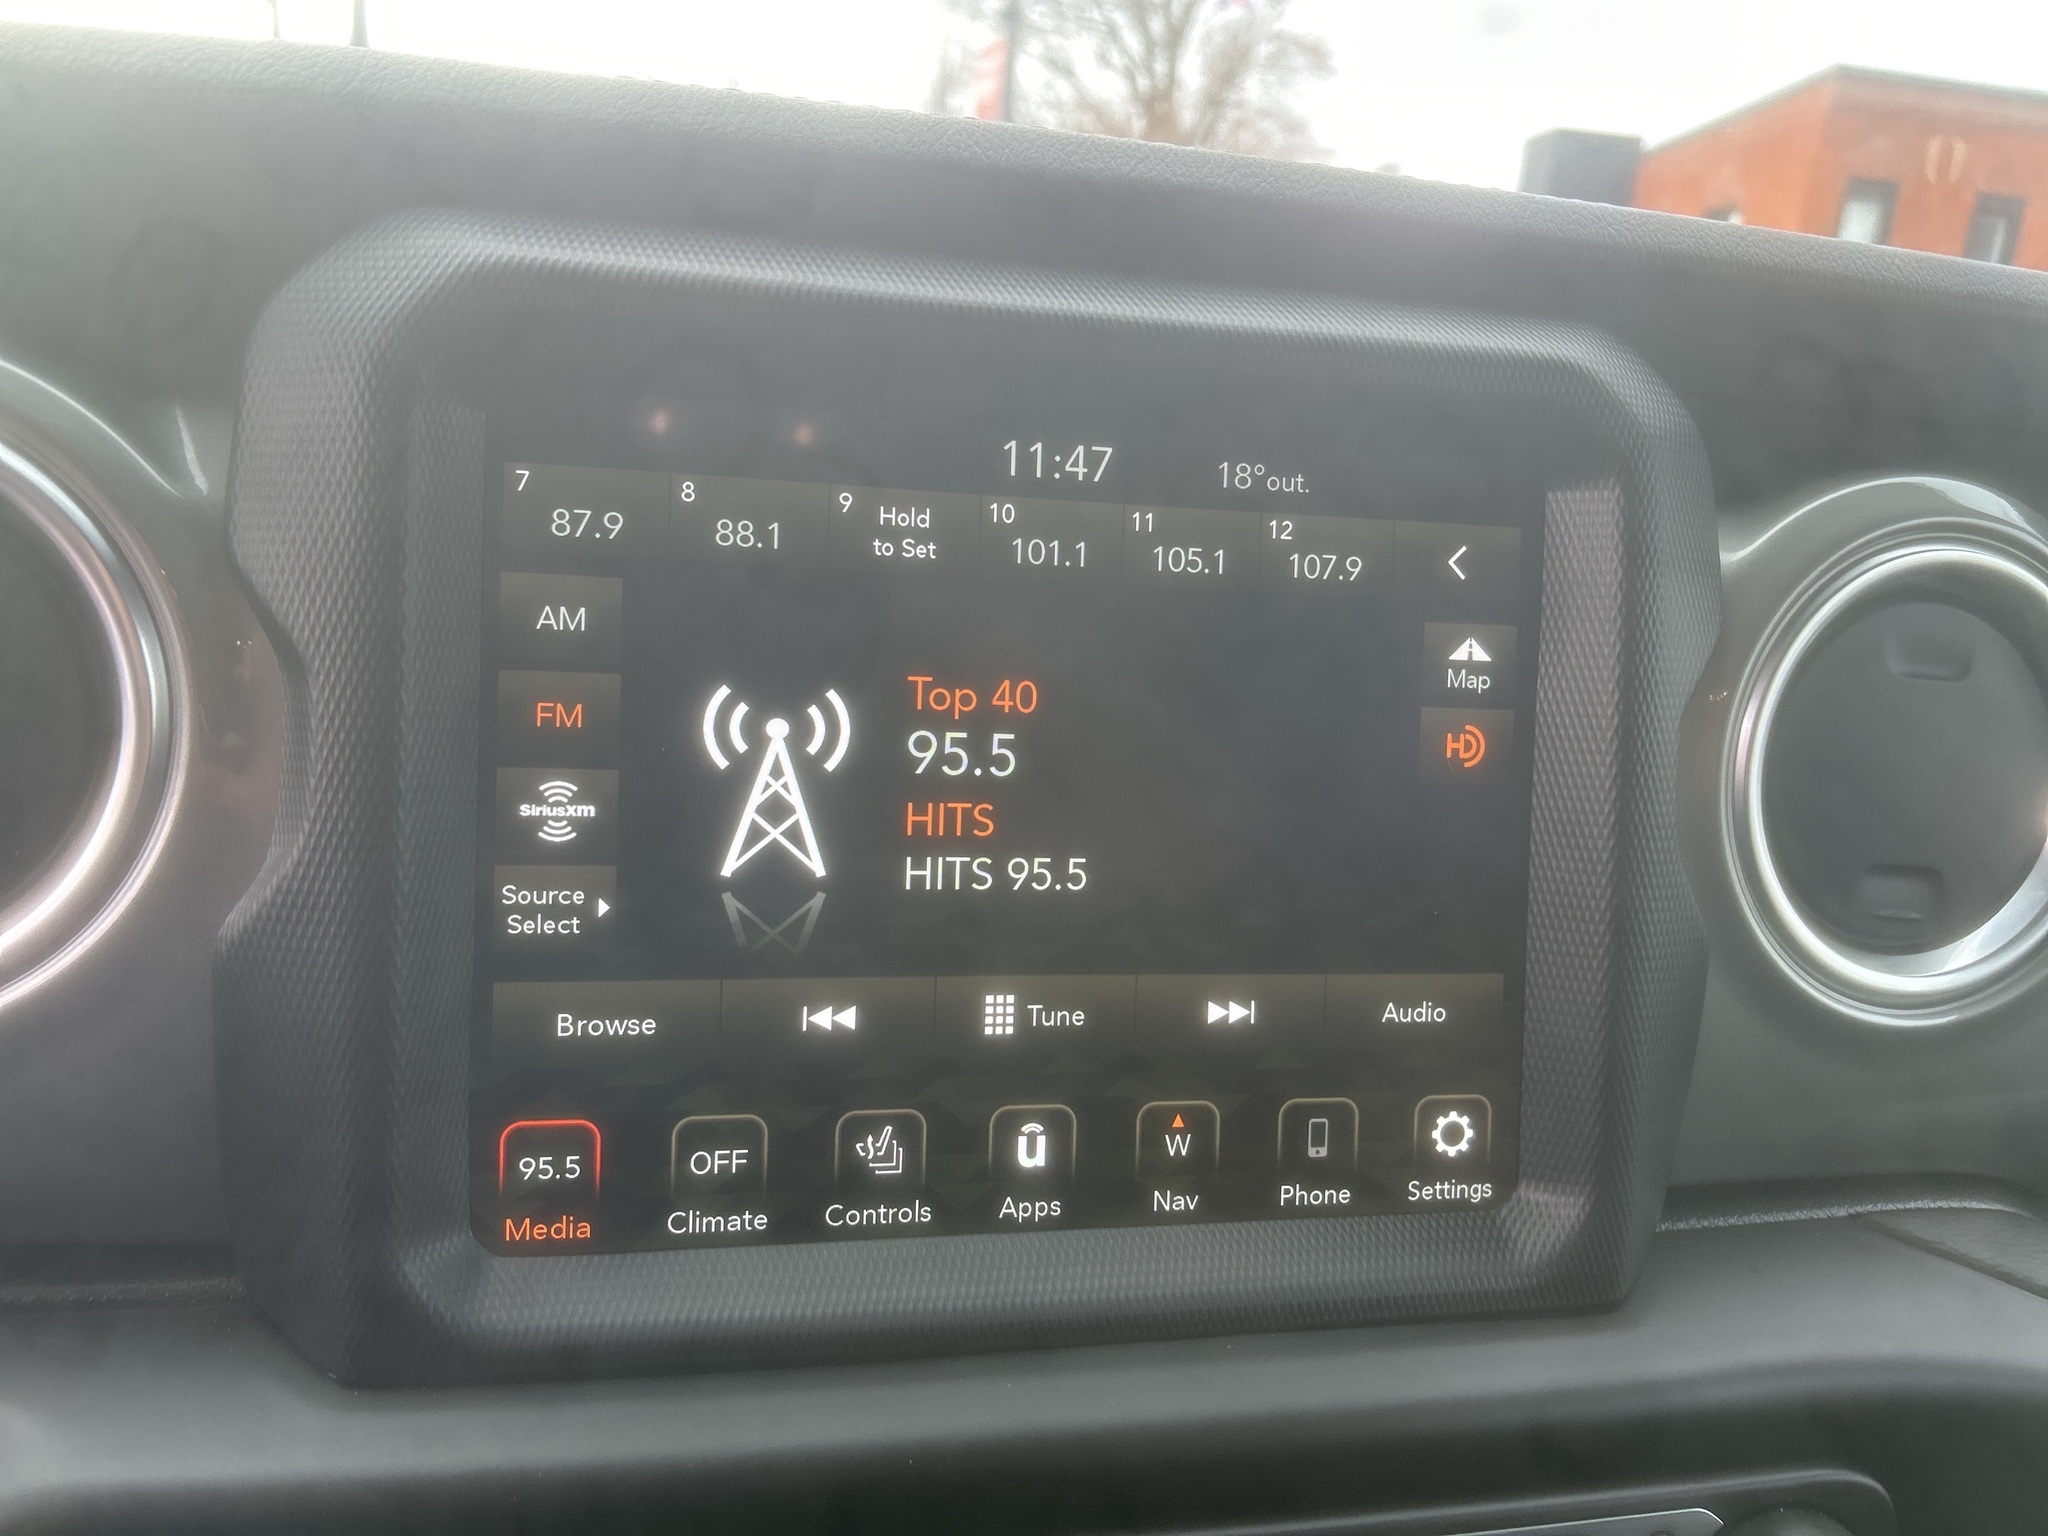 11:47
18°out.
7
87.9
8
88.1
9
Hold
to Set
10
101.1
11
105.1
12
107.9
AM
FM
SiriusXm
Source
Select
Top 40
95.5
HITS
HITS 95.5
Map
HD
Browse
Tune
Audio
95.5
Media
OFF
Climate
Controls
u
Apps
W
Nav
Phone
Settings